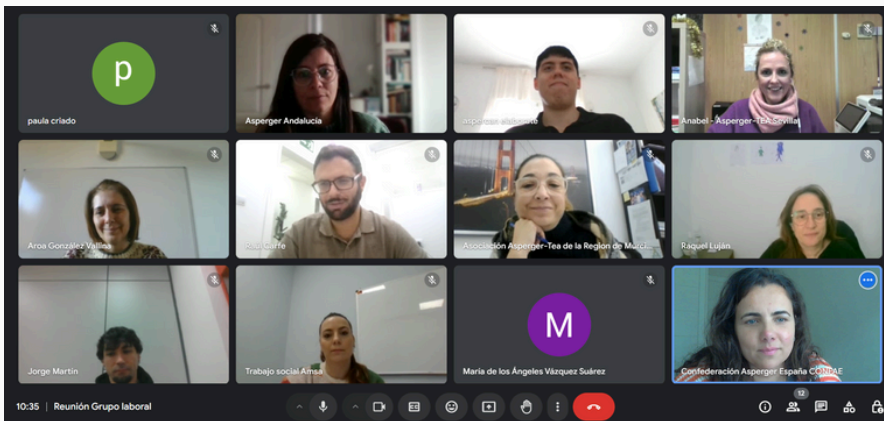 p
paula criado
Asperger Andalucía
Anabel - Asperger-TEA Sevilla
Aroa González Vallina
Asociación Asperger-Tea de la Region de Murci...
Raquel Luján
Jorge Martin
Trabajo social Amsa
M
María de los Ángeles Vázquez Suárez
Confederación Asperger España CONFAE
10:35 | Reunión Grupo laboral
12